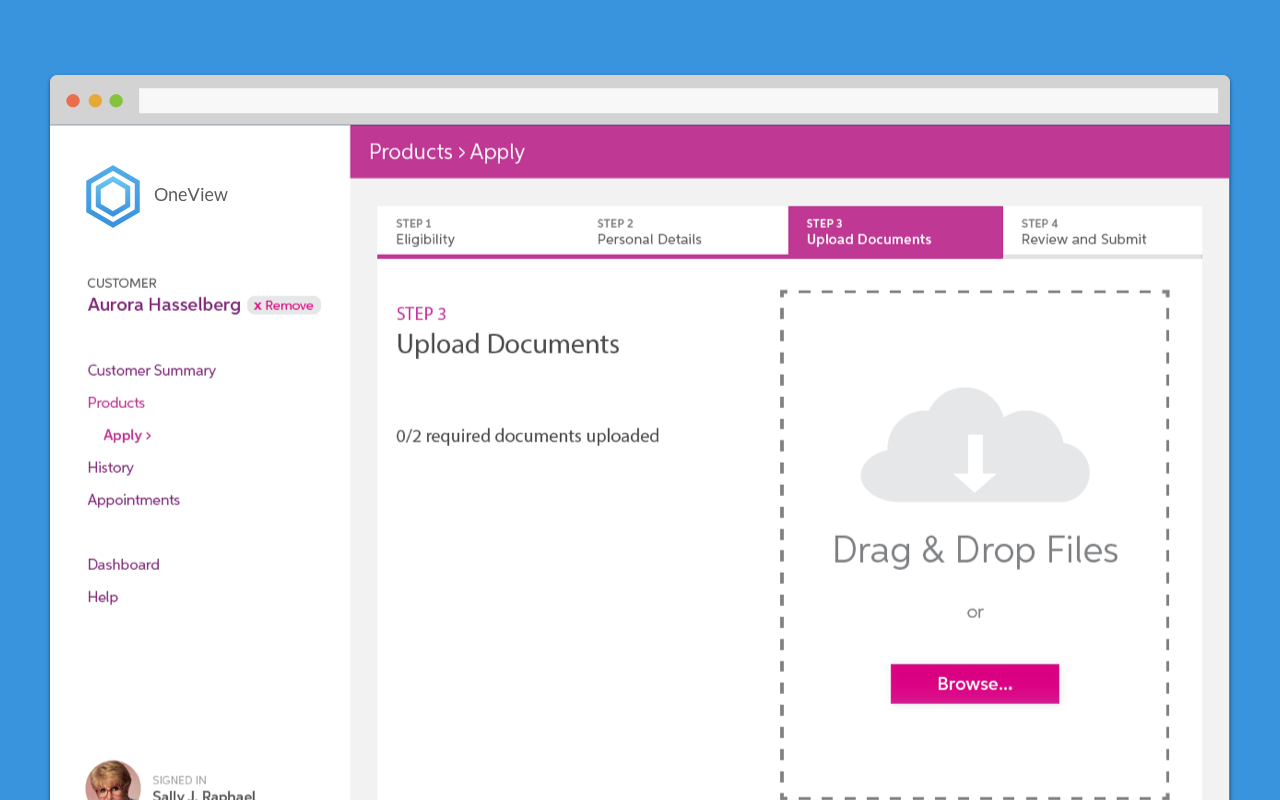 Products › Apply
OneView
STEP 1
Eligibility
STEP 2
Personal Details
STEP 3
Upload Documents
STEP 4
Review and Submit
CUSTOMER
Aurora Hasselberg x Remove
Customer Summary
Products
Apply ›
History
Appointments
Dashboard
Help
SIGNED IN
Sally J. Raphael
STEP 3
Upload Documents
0/2 required documents uploaded
Drag & Drop Files
or
Browse...